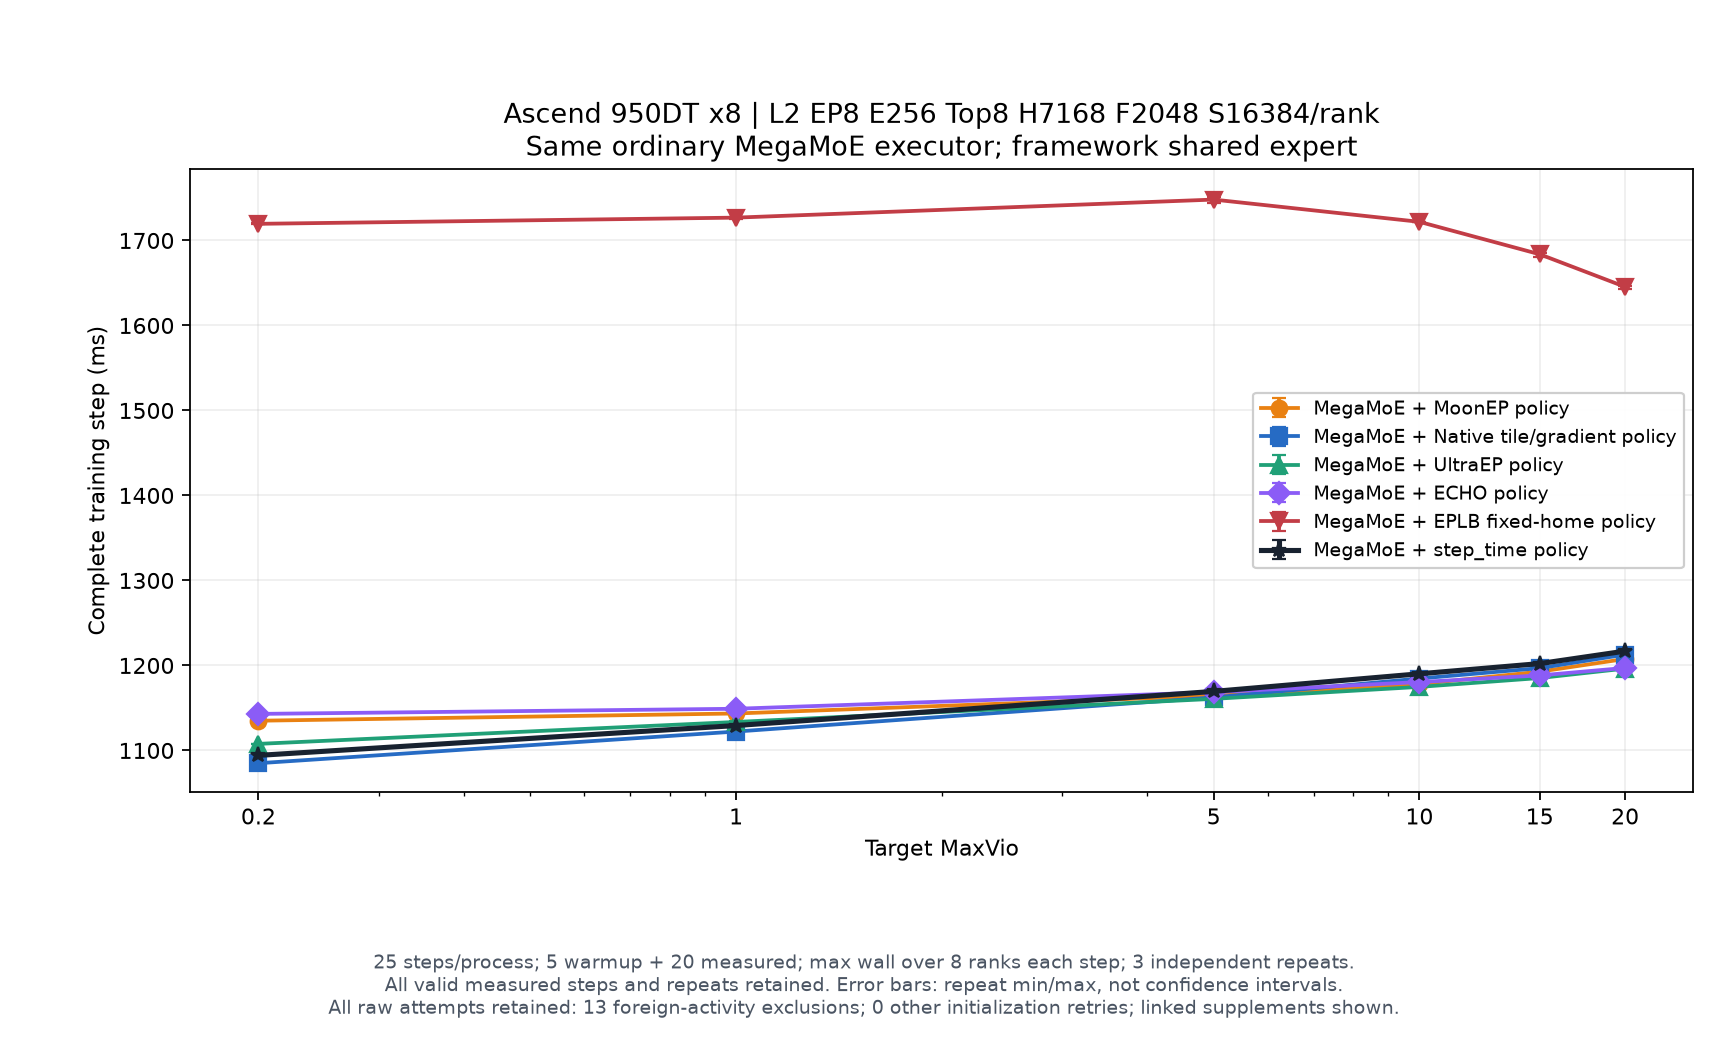 Ascend 950DT x8 | L2 EP8 E256 Top8 H7168 F2048 S16384/rank
Same ordinary MegaMoE executor; framework shared expert
Complete training step (ms)
1700
1600
1500
1400
1300
1200
1100
MegaMoE + MoonEP policy
MegaMoE + Native tile/gradient policy
MegaMoE + UltraEP policy
MegaMoE + ECHO policy
MegaMoE + EPLB fixed-home policy
MegaMoE + step_time policy
0.2 1 5 10 15 20
Target MaxVio
25 steps/process; 5 warmup + 20 measured; max wall over 8 ranks each step; 3 independent repeats.
All valid measured steps and repeats retained. Error bars: repeat min/max, not confidence intervals.
All raw attempts retained: 13 foreign-activity exclusions; 0 other initialization retries; linked supplements shown.